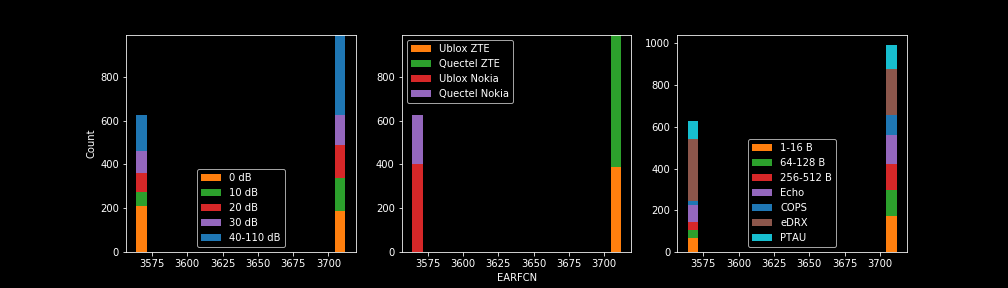 Count
800
600
400
200
0
0 dB
10 dB
20 dB
30 dB
40-110 dB
3575 3600 3625 3650 3675 3700
800
600
400
200
0
Ublox ZTE
Quectel ZTE
Ublox Nokia
Quectel Nokia
3575 3600 3625 3650 3675 3700
EARFCN
1000
800
600
400
200
0
1-16 B
64-128 B
256-512 B
Echo
COPS
eDRX
PTAU
3575 3600 3625 3650 3675 3700